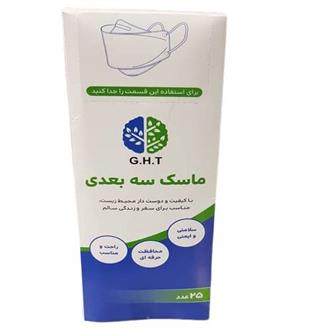 برای استفاده این قسمت را جدا کنید
G.H.T
ماسک سه بعدی
با کیفیت و دوست دار محیط زیست،
مناسب برای سفر و زندگی سالم
سلامتی
و ایمنی
محافظت
حرفه ای
راحت و
مناسب
۲۵ عدد